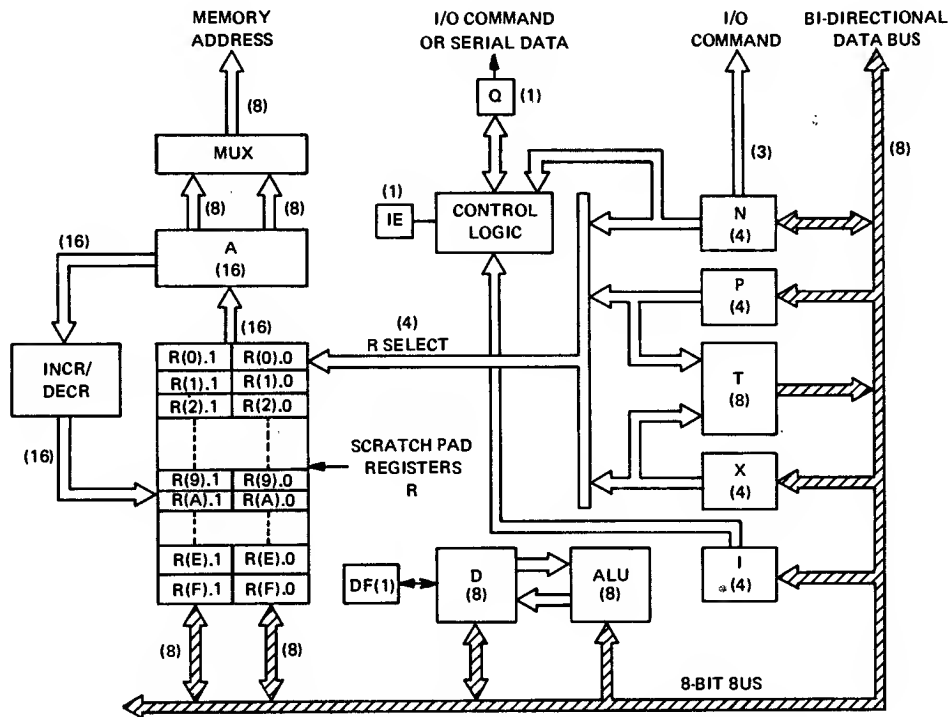 MEMORY
ADDRESS
I/O COMMAND
OR SERIAL DATA
I/O
COMMAND
BI-DIRECTIONAL
DATA BUS
(8)
Q
(1)
(3)
(8)
MUX
(8)
(8)
(1)
IE
CONTROL
LOGIC
N
(4)
(16)
A
(16)
P
(4)
(16)
(4)
R SELECT
INCR/
DECR
R(0).1
R(0).0
R(1).1
R(1).0
R(2).1
R(2).0
T
(8)
(16)
SCRATCH PAD
REGISTERS
R
R(9).1
R(9).0
R(A).1
R(A).0
X
(4)
R(E).1
R(E).0
R(F).1
R(F).0
DF(1)
D
(8)
ALU
(8)
I
(4)
(8)
(8)
8-BIT 8US